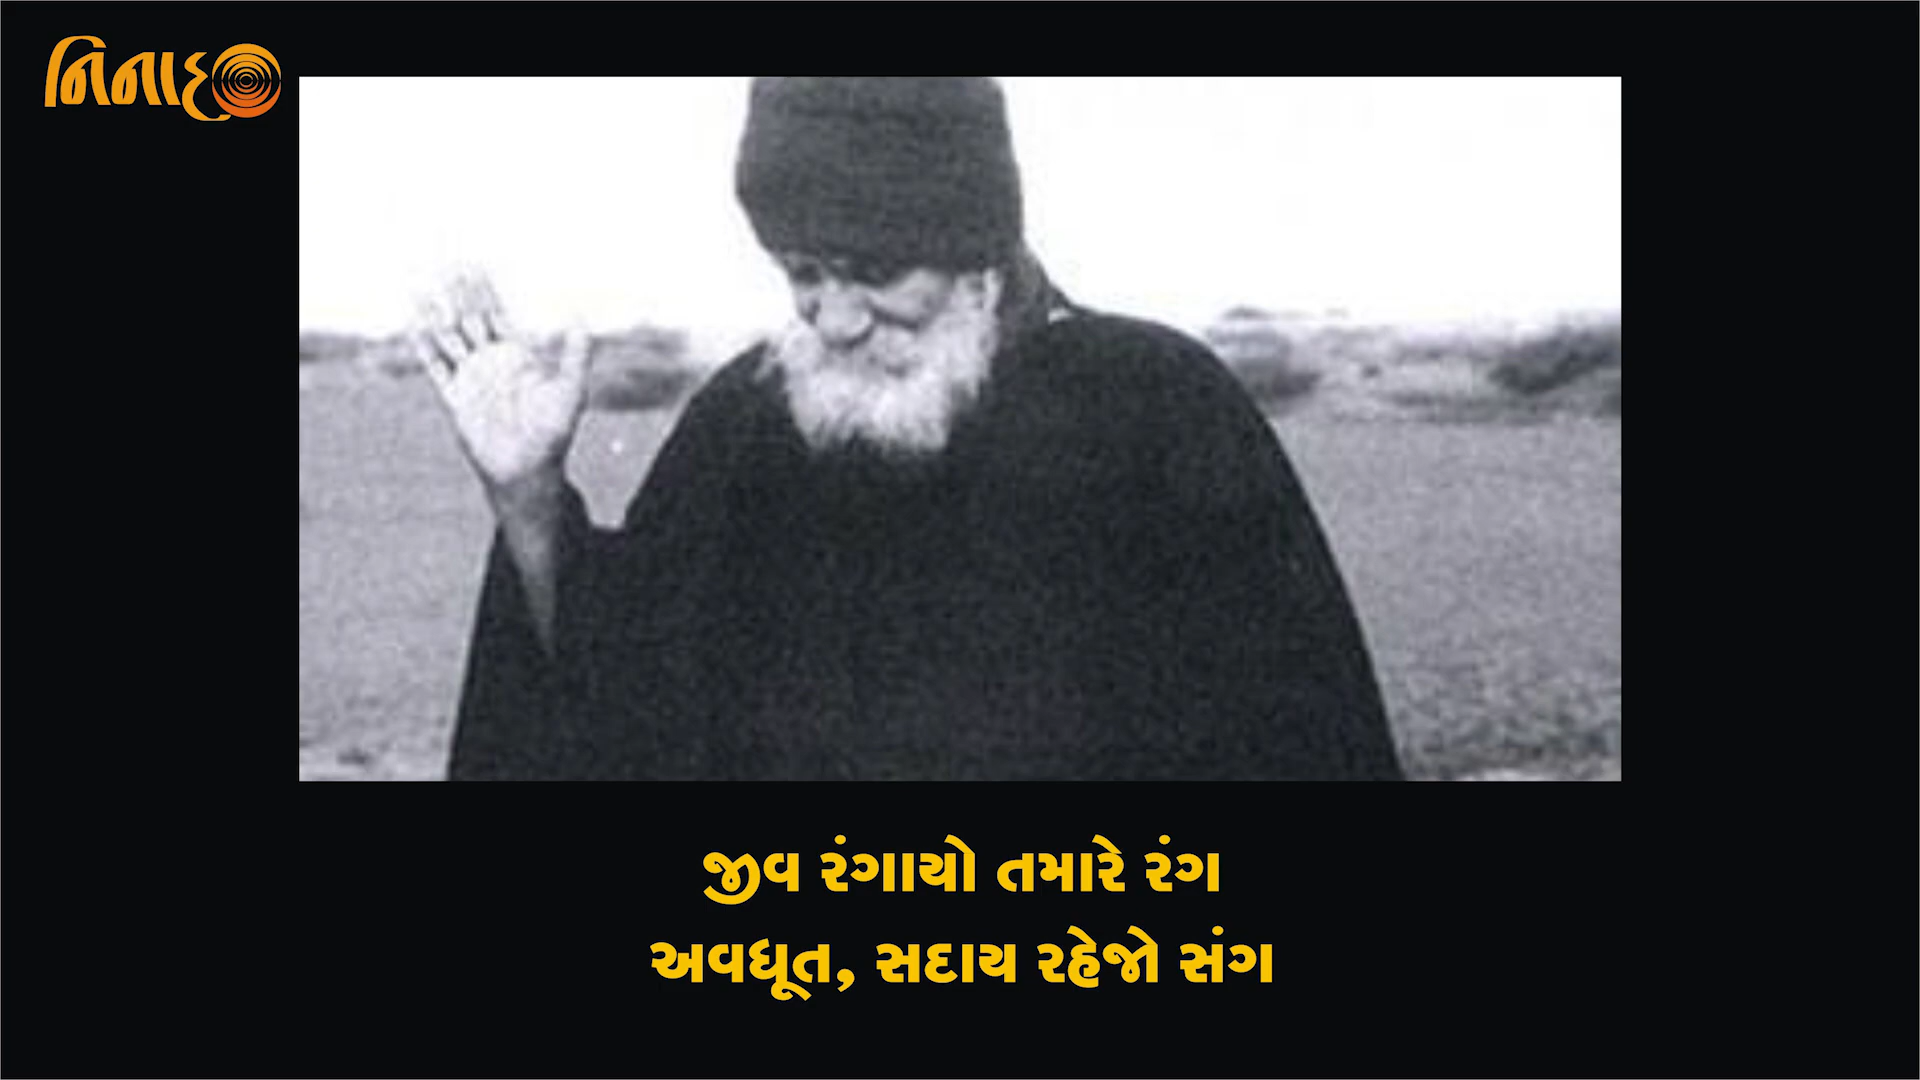 નિનાદ
જીવ રંગાયો તમારે રંગ
અવધૂત, સદાય રહેજો સંગ